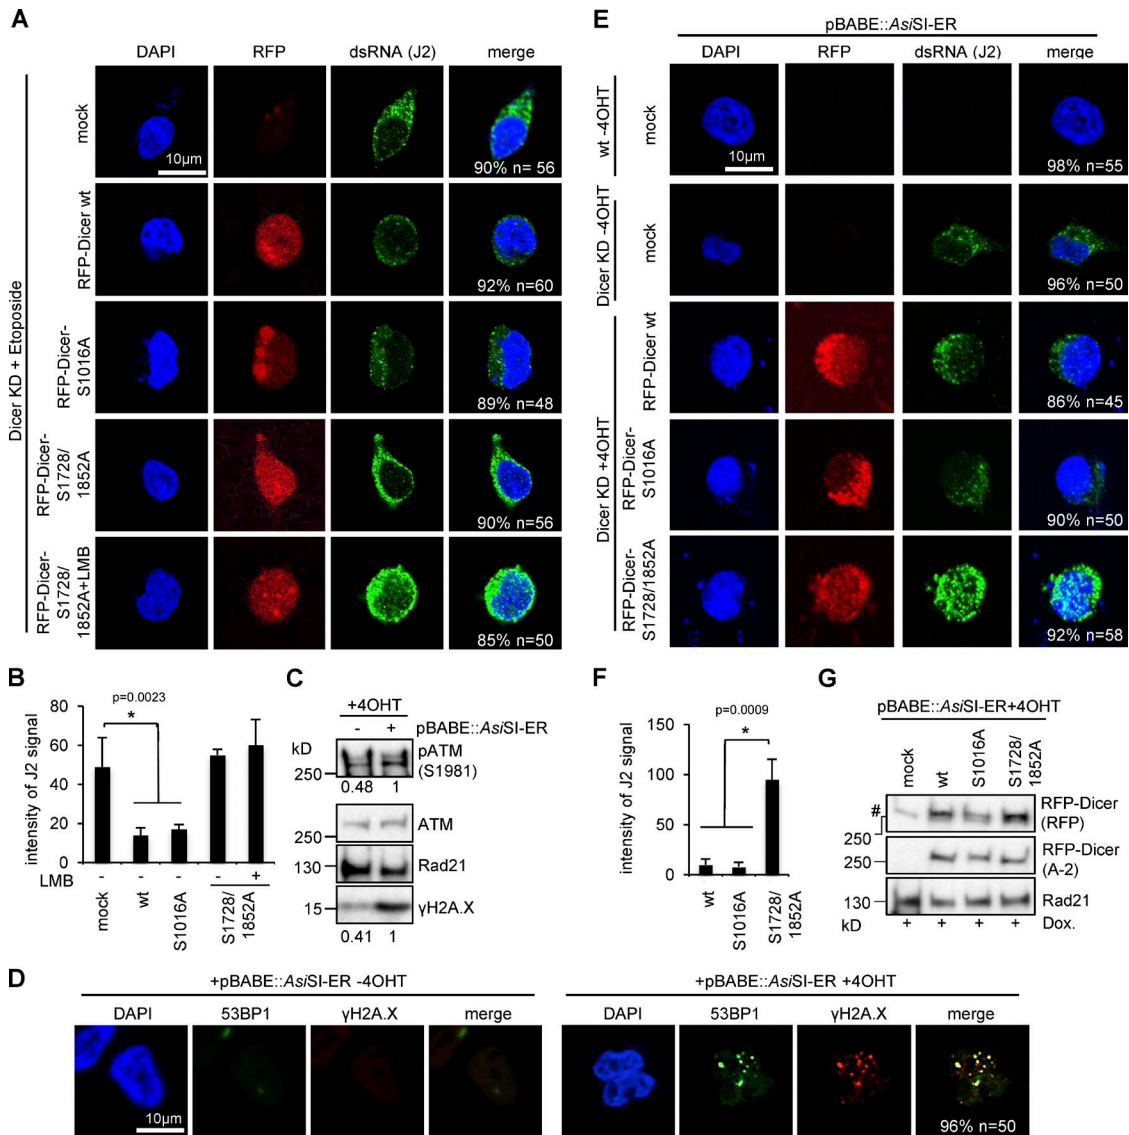 A
DAPI RFP dsRNA (J2) merge
Dicer KD + Etoposide
mock
10µm
90% n= 56
RFP-Dicer wt
92% n=60
RFP-Dicer-
S1016A
89% n=48
RFP-Dicer-
S1728/
1852A
90% n=56
RFP-Dicer-
S1728/
1852A+LMB
85% n=50
E
pBABE::AsiSI-ER
DAPI RFP dsRNA (J2) merge
wt -4OHT
mock
10µm
98% n=55
Dicer KD -4OHT
mock
96% n=50
Dicer KD +4OHT
RFP-Dicer wt
86% n=45
RFP-Dicer-
S1016A
90% n=50
RFP-Dicer-
S1728/1852A
92% n=58
B
p=0.0023
*
intensity of J2 signal
80
60
40
20
0
LMB - - - - +
mock
wt
S1016A
S1728/
1852A
C
+4OHT
- + pBABE::AsiSI-ER
kD
250
pATM
(S1981)
0.48 1
250
ATM
130
Rad21
15
γH2A.X
0.41 1
F
p=0.0009
*
intensity of J2 signal
150
100
50
0
wt
S1016A
S1728/
1852A
G
pBABE::AsiSI-ER+4OHT
mock
wt
S1016A
S1728/
1852A
#
250
RFP-Dicer
(RFP)
250
RFP-Dicer
(A-2)
130
Rad21
kD + + + + Dox.
D
+pBABE::AsiSI-ER -4OHT
DAPI 53BP1 γH2A.X merge
10µm
+pBABE::AsiSI-ER +4OHT
DAPI 53BP1 γH2A.X merge
96% n=50